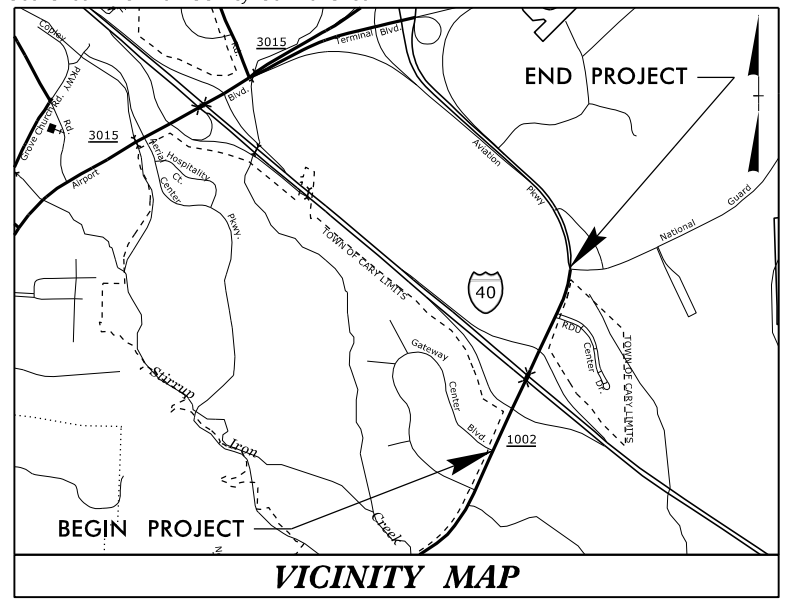 Copley
PKWY
3015
Rd.
Terminal Blvd.
Blvd.
END PROJECT
Grove Church Rd.
Rd.
3015
Aerial
Center
Hospitality
Ct.
Airport
Pkwy.
Aviation
Pkwy
National Guard
TOWN OF CARY LIMITS
40
RDU
Center
Dr.
TOWN OF CARY LIMITS
Gateway
Center
Blvd.
1002
Stirrup
Iron
Creek
BEGIN PROJECT
N
VICINITY MAP